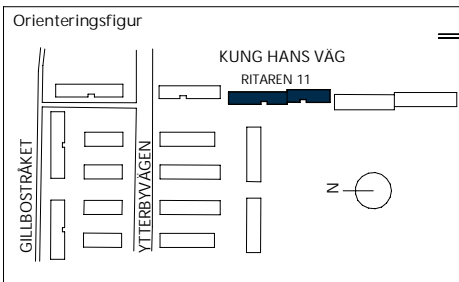 Orienteringsfigur
KUNG HANS VÄG
RITAREN 11
GILLBOSTRÅKET
YTTERBYVÄGEN
N